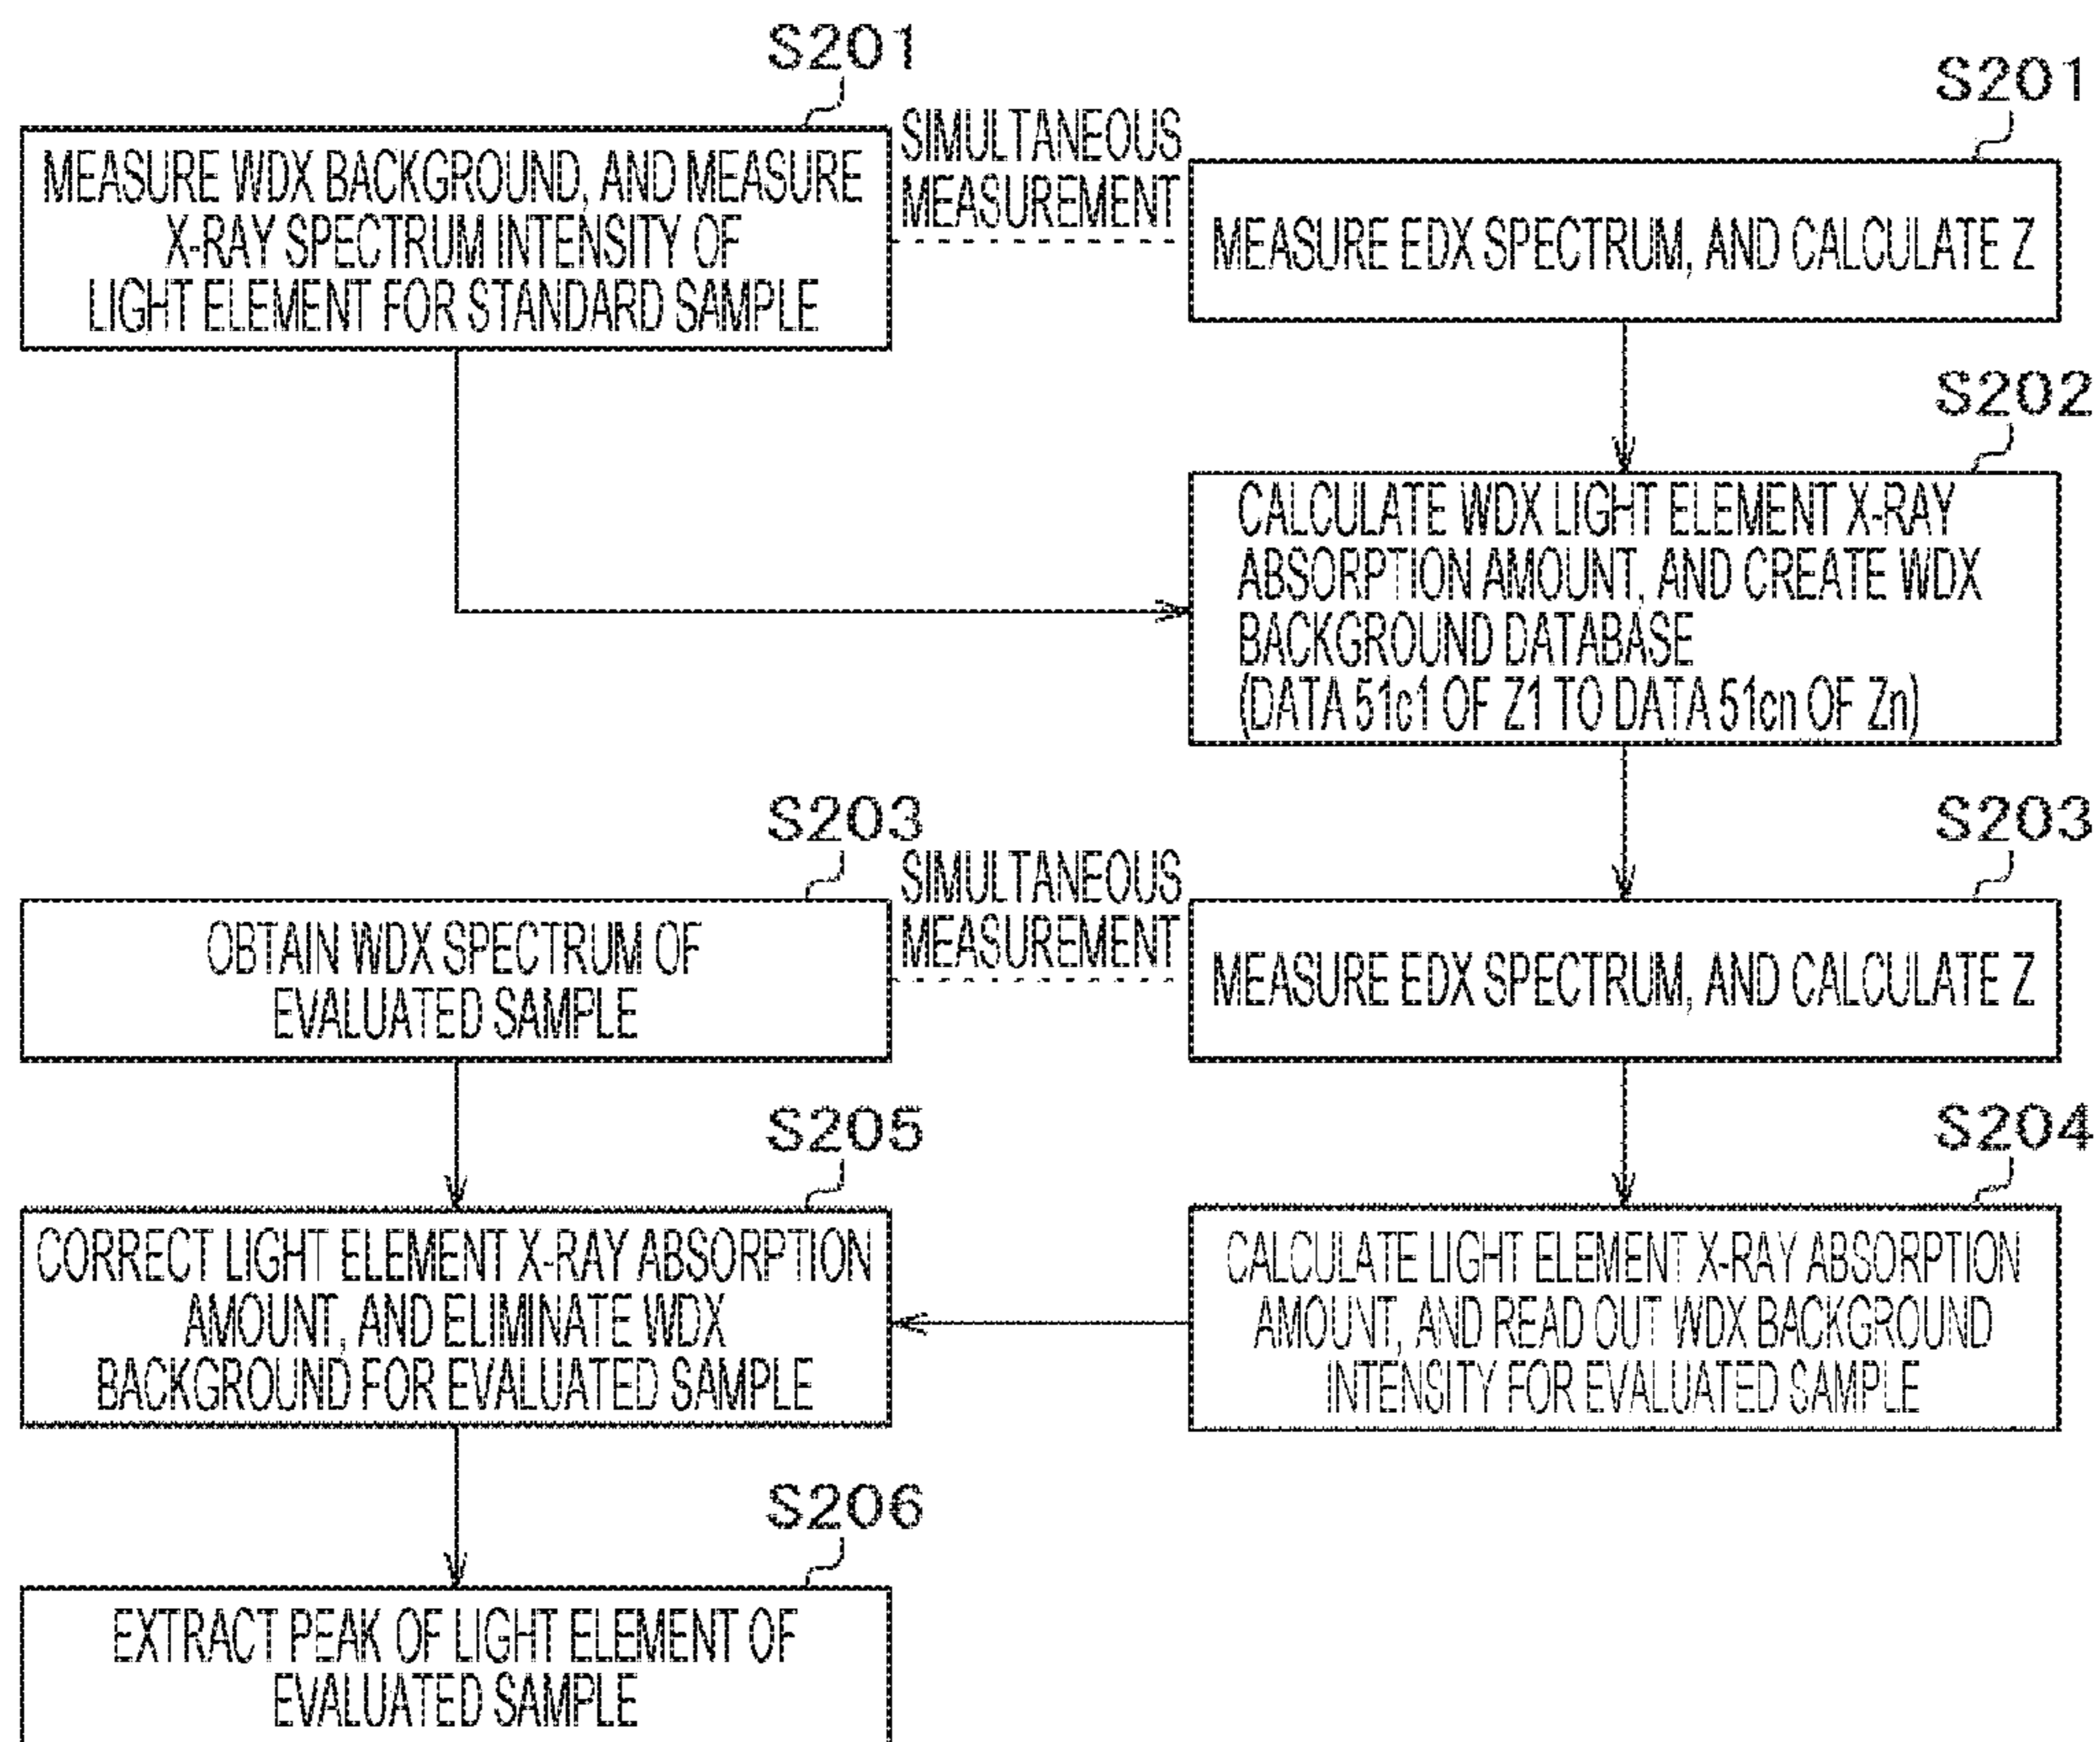 S201
MEASURE WDX BACKGROUND, AND MEASURE
X-RAY SPECTRUM INTENSITY OF
LIGHT ELEMENT FOR STANDARD SAMPLE
SIMULTANEOUS
MEASUREMENT
S201
MEASURE EDX SPECTRUM, AND CALCULATE Z
S202
CALCULATE WDX LIGHT ELEMENT X-RAY
ABSORPTION AMOUNT, AND CREATE WDX
BACKGROUND DATABASE
(DATA 51c1 OF Z1 TO DATA 51cn OF Zn)
S203
OBTAIN WDX SPECTRUM OF
EVALUATED SAMPLE
SIMULTANEOUS
MEASUREMENT
S203
MEASURE EDX SPECTRUM, AND CALCULATE Z
S205
CORRECT LIGHT ELEMENT X-RAY ABSORPTION
AMOUNT, AND ELIMINATE WDX
BACKGROUND FOR EVALUATED SAMPLE
S204
CALCULATE LIGHT ELEMENT X-RAY ABSORPTION
AMOUNT, AND READ OUT WDX BACKGROUND
INTENSITY FOR EVALUATED SAMPLE
S206
EXTRACT PEAK OF LIGHT ELEMENT OF
EVALUATED SAMPLE